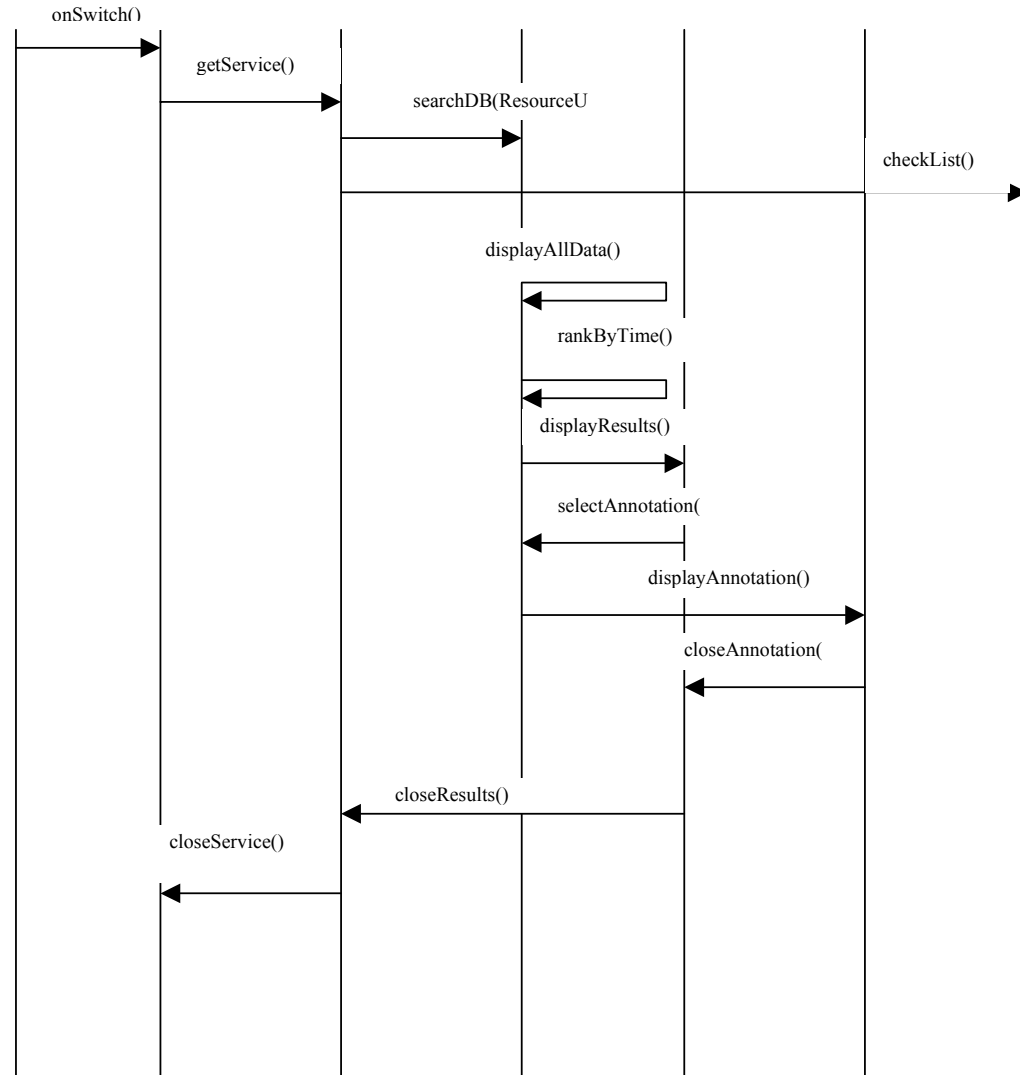 onSwitch()
getService()
searchDB(ResourceU
checkList()
displayAllData()
rankByTime()
displayResults()
selectAnnotation(
displayAnnotation()
closeAnnotation(
closeResults()
closeService()